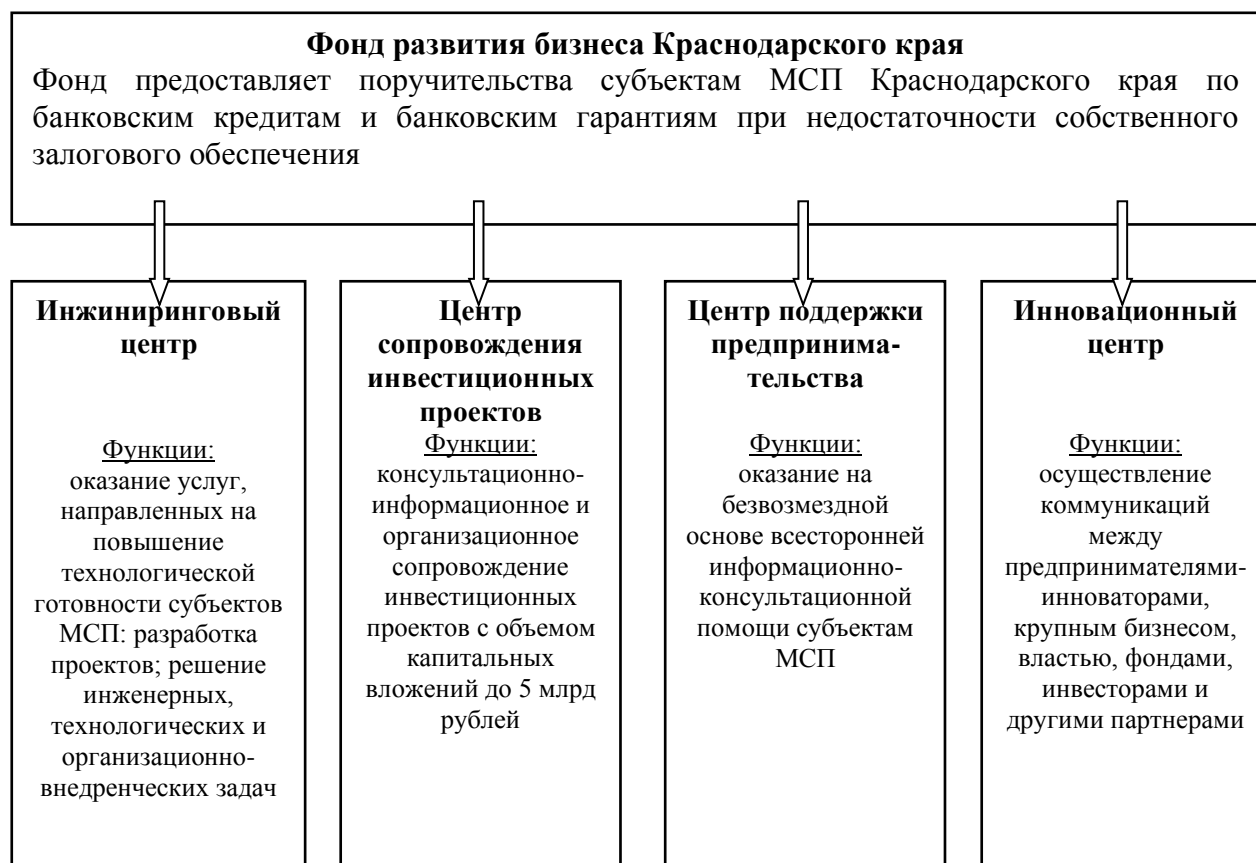 Фонд развития бизнеса Краснодарского края
Фонд предоставляет поручительства субъектам МСП Краснодарского края по
банковским кредитам и банковским гарантиям при недостаточности собственного
залогового обеспечения
Инжиниринговый
центр
Функции:
оказание услуг,
направленных на
повышение
технологической
готовности субъектов
МСП: разработка
проектов; решение
инженерных,
технологических и
организационно-
внедренческих задач
Центр
сопровождения
инвестиционных
проектов
Функции:
консультационно-
информационное и
организационное
сопровождение
инвестиционных
проектов с объемом
капитальных
вложений до 5 млрд
рублей
Центр поддержки
предпринима-
тельства
Функции:
оказание на
безвозмездной
основе всесторонней
информационно-
консультационной
помощи субъектам
МСП
Инновационный
центр
Функции:
осуществление
коммуникаций
между
предпринимателями-
инноваторами,
крупным бизнесом,
властью, фондами,
инвесторами и
другими партнерами